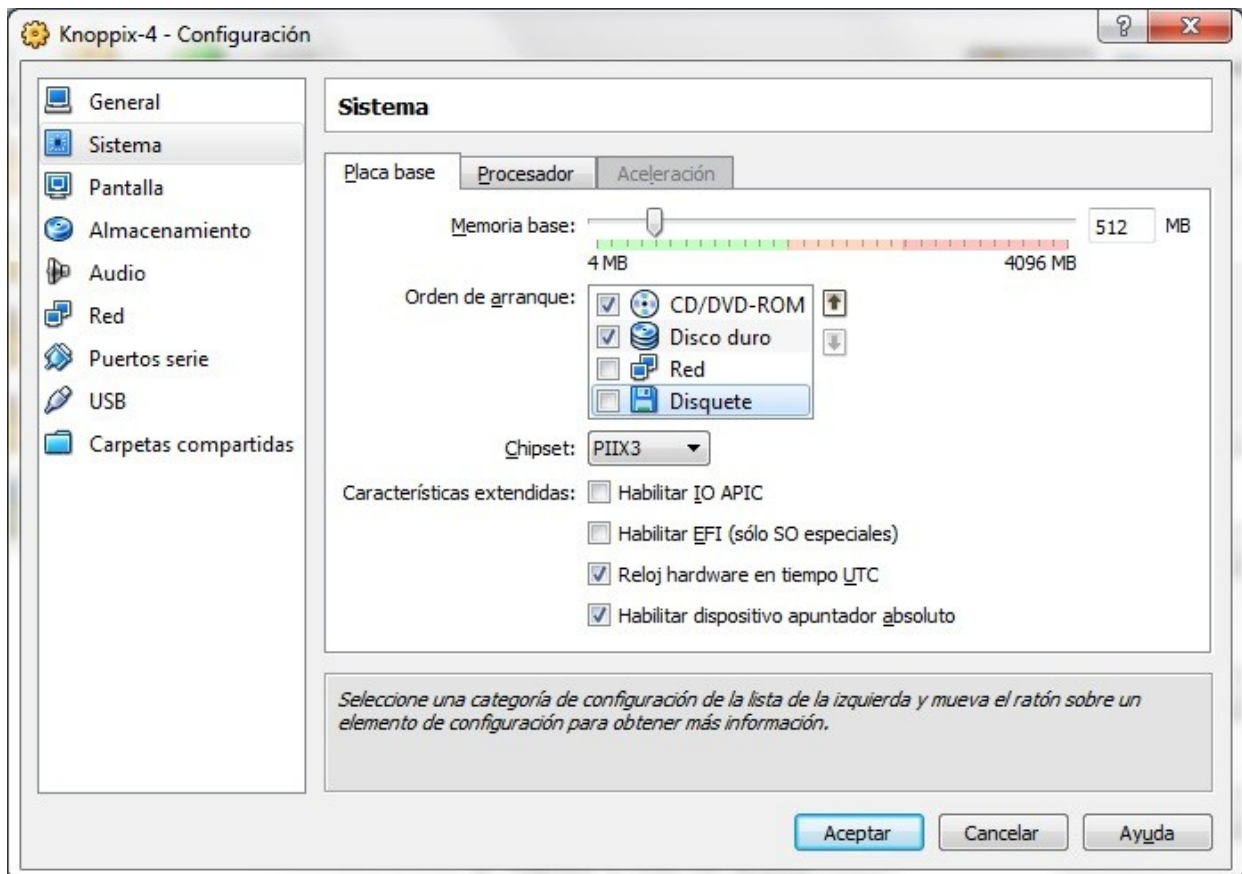 Knoppix-4 - Configuración
General
Sistema
Pantalla
Almacenamiento
Audio
Red
Puertos serie
USB
Carpetas compartidas
Sistema
Placa base Procesador Aceleración
Memoria base: 512 MB
4 MB 4096 MB
Orden de arranque: CD/DVD-ROM
Disco duro
Red
Disquete
Chipset: PIIX3
Características extendidas: Habilitar IO APIC
Habilitar EFI (sólo SO especiales)
Reloj hardware en tiempo UTC
Habilitar dispositivo apuntador absoluto
Seleccione una categoría de configuración de la lista de la izquierda y mueva el ratón sobre un
elemento de configuración para obtener más información.
Aceptar Cancelar Ayuda